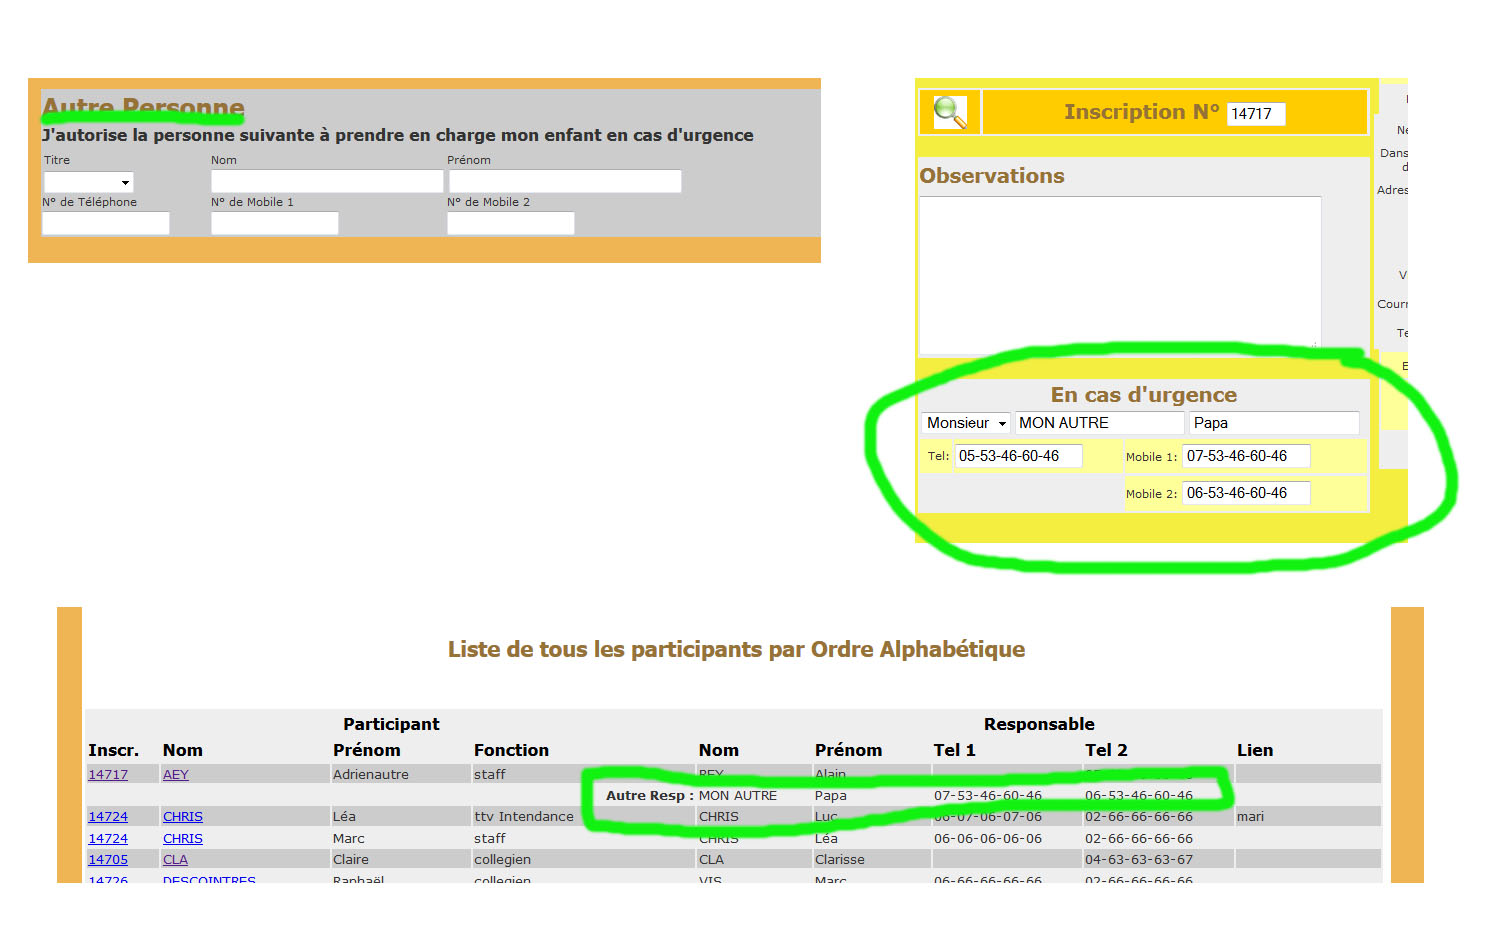 Autre Personne
J'autorise la personne suivante à prendre en charge mon enfant en cas d'urgence
Titre Nom Prénom
N° de Téléphone N° de Mobile 1 N° de Mobile 2
Inscription N° 14717
Observations
Dans
Adres
Courr
En cas d'urgence
Monsieur MON AUTRE Papa
Tel: 05-53-46-60-46 Mobile 1: 07-53-46-60-46
Mobile 2: 06-53-46-60-46
Liste de tous les participants par Ordre Alphabétique
Participant Responsable
Inscr. Nom Prénom Fonction Nom Prénom Tel 1 Tel 2 Lien
14717 AEY Adrienautre staff REY Alain
Autre Resp : MON AUTRE Papa 07-53-46-60-46 06-53-46-60-46
14724 CHRIS Léa ttv Intendance CHRIS Luc 06-07-06-07-06 02-66-66-66-66 mari
14724 CHRIS Marc staff CHRIS Léa 06-06-06-06-06 02-66-66-66-66
14705 CLA Claire collegien CLA Clarisse 04-63-63-63-67
14726 DESCOINTRES Raphaël collegien VIS Marc 06-66-66-66-66 02-66-66-66-66